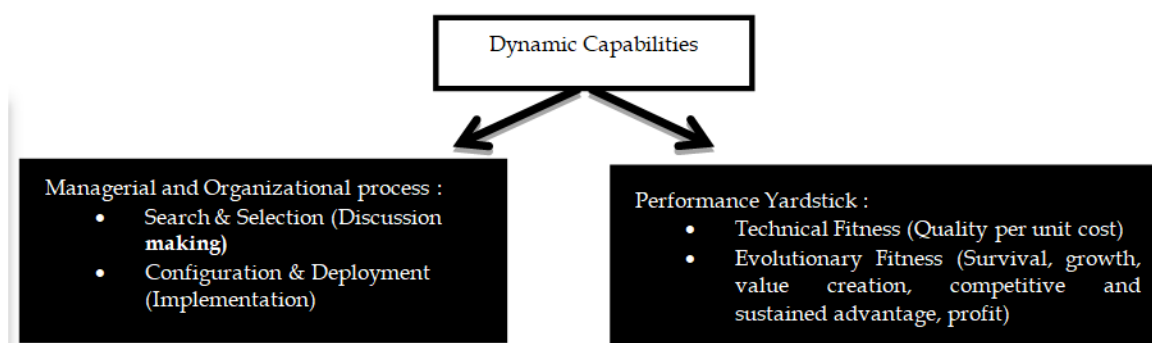 Dynamic Capabilities
Managerial and Organizational process :
• Search & Selection (Discussion
making)
• Configuration & Deployment
(Implementation)
Performance Yardstick :
• Technical Fitness (Quality per unit cost)
• Evolutionary Fitness (Survival, growth,
value creation, competitive and
sustained advantage, profit)